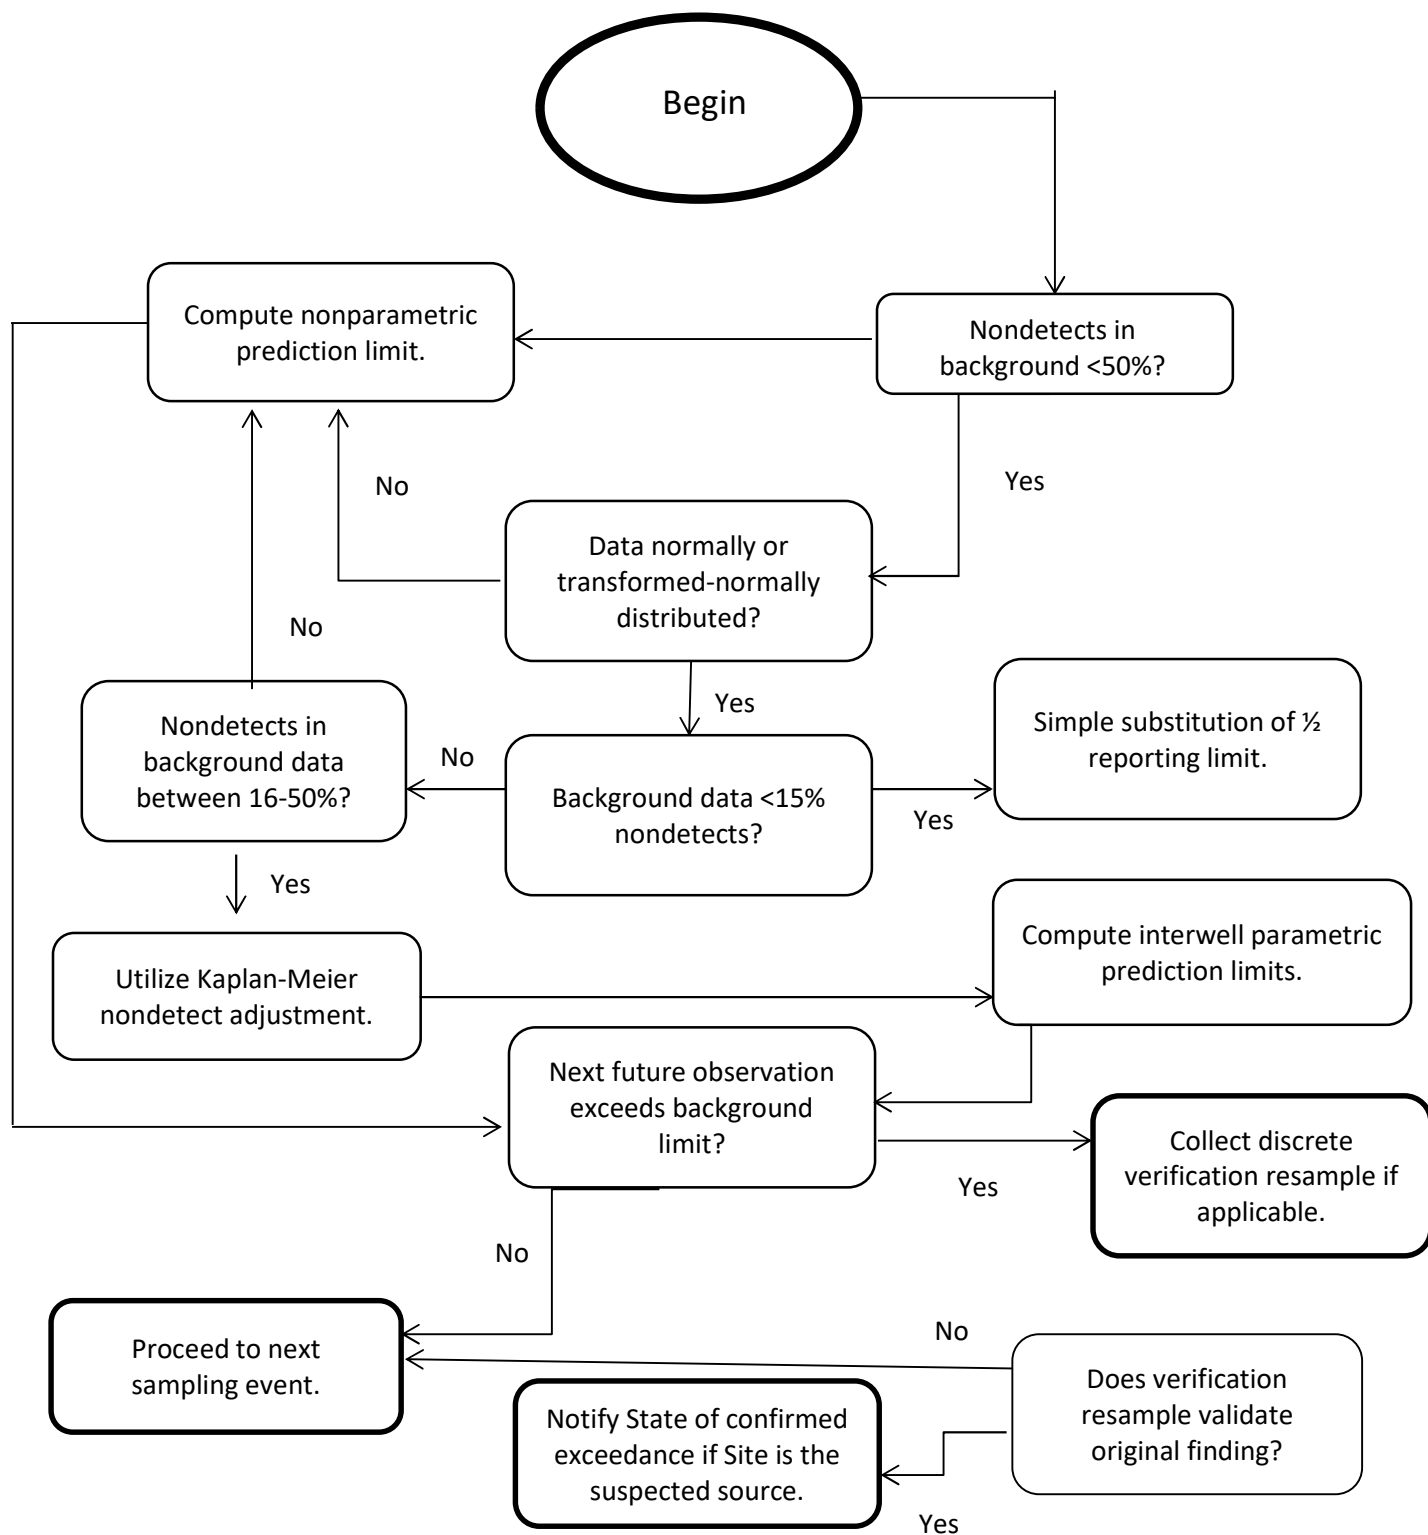 Begin
Compute nonparametric
prediction limit.
Nondetects in
background <50%?
No
Yes
Data normally or
transformed-normally
distributed?
No
Yes
Nondetects in
background data
between 16-50%?
No
Background data <15%
nondetects?
Yes
Simple substitution of ½
reporting limit.
Yes
Utilize Kaplan-Meier
nondetect adjustment.
Compute interwell parametric
prediction limits.
Next future observation
exceeds background
limit?
Yes
Collect discrete
verification resample if
applicable.
No
Proceed to next
sampling event.
No
Does verification
resample validate
original finding?
Notify State of confirmed
exceedance if Site is the
suspected source.
Yes